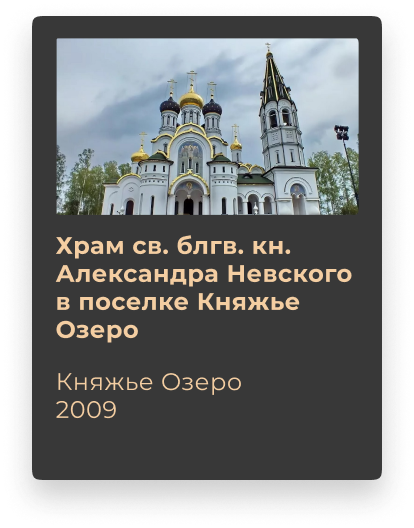 Храм св. блгв. кн.
Александра Невского
в поселке Княжье
Озеро
Княжье Озеро
2009